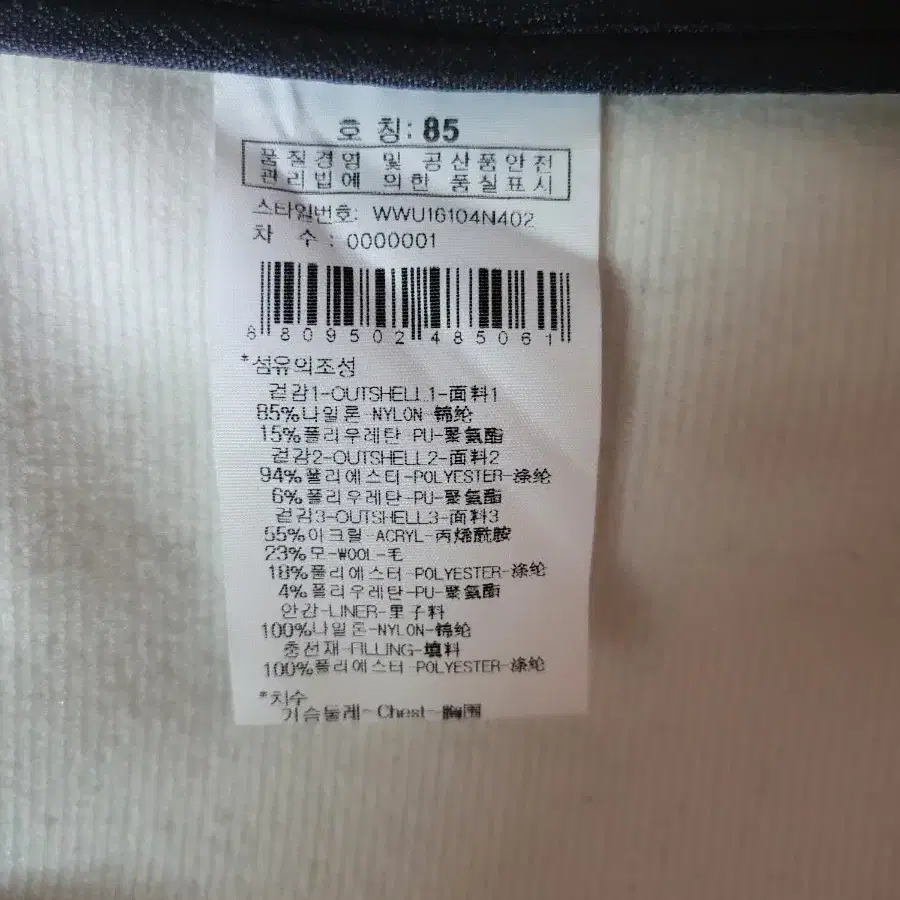 호 칭: 85
품질경영 및 공산품안전
관리법에 의한 품실표시
스타일번호: WWU16104N402
차 수: 0000001
8 809502 485061
*섬유의조성
겉감1-OUTSHELL1-面料1
85%나일론-NYLON-锦纶
15%폴리우레탄-PU-聚氨酯
겉감2-OUTSHELL2-面料2
94%폴리에스터-POLYESTER-涤纶
6%폴리우레탄-PU-聚氨酯
겉감3-OUTSHELL3-面料3
55%아크릴-ACRYL-丙烯酰胺
23%모-WOOL-毛
18%폴리에스터-POLYESTER-涤纶
4%폴리우레탄-PU-聚氨酯
안감-LINER-里子料
100%나일론-NYLON-锦纶
충전재-FILLING-填料
100%폴리에스터-POLYESTER-涤纶
*치수
가슴둘레-Chest-胸围